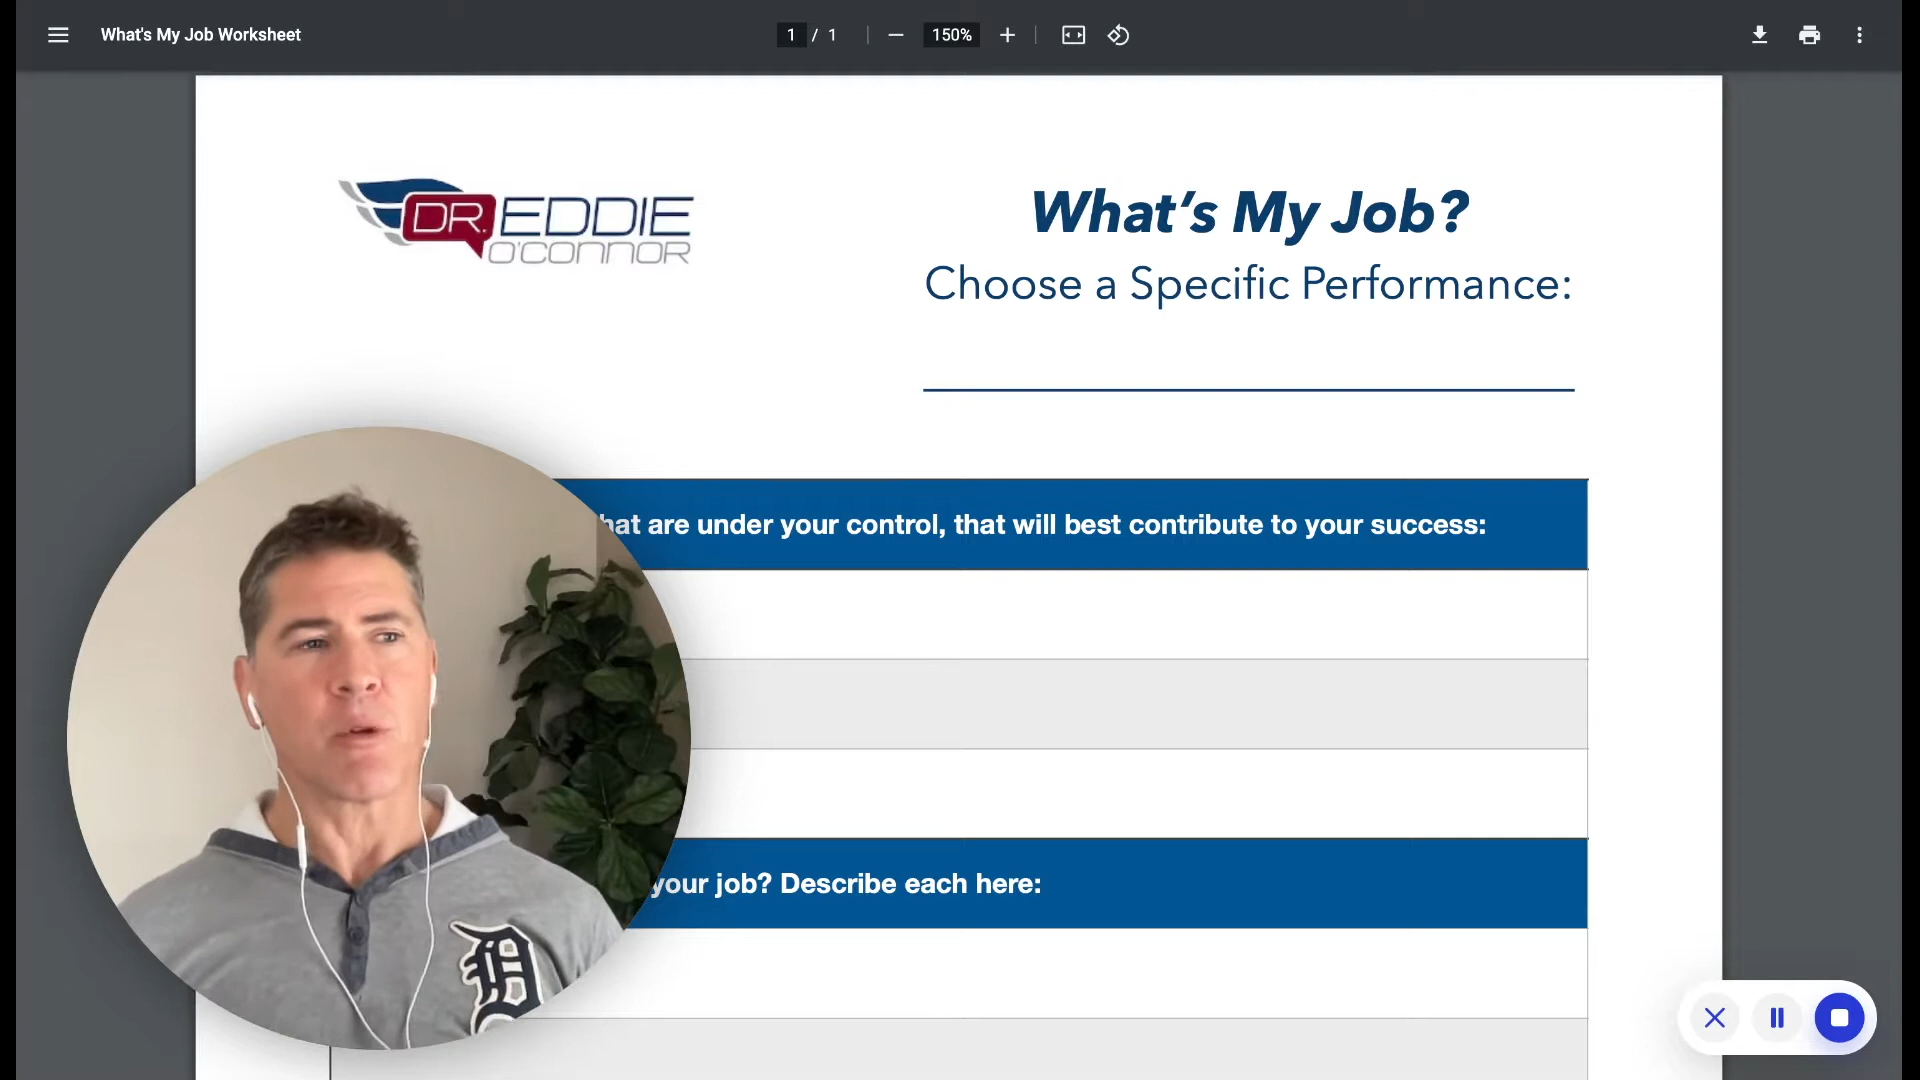 What's My Job Worksheet
1 / 1
150%
DR. EDDIE
O'CONNOR
What's My Job?
Choose a Specific Performance:
are under your control, that will best contribute to your success:
your job? Describe each here:
D